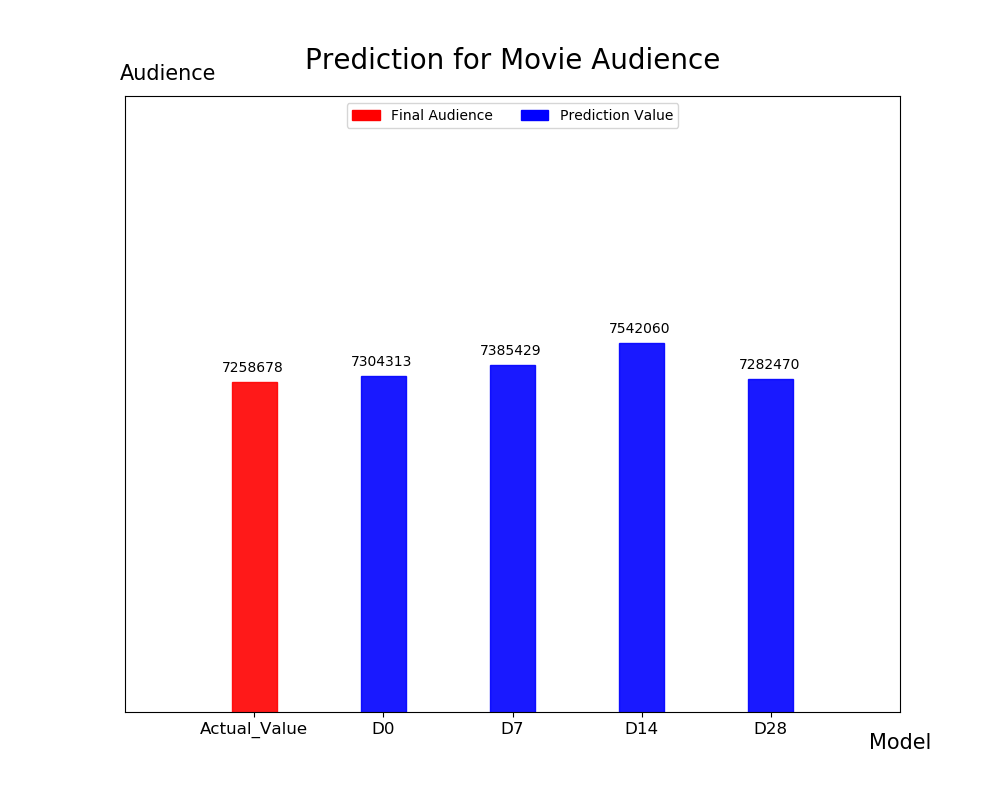 Prediction for Movie Audience
Audience
Final Audience Prediction Value
7258678
7304313
7385429
7542060
7282470
Actual_Value D0 D7 D14 D28
Model